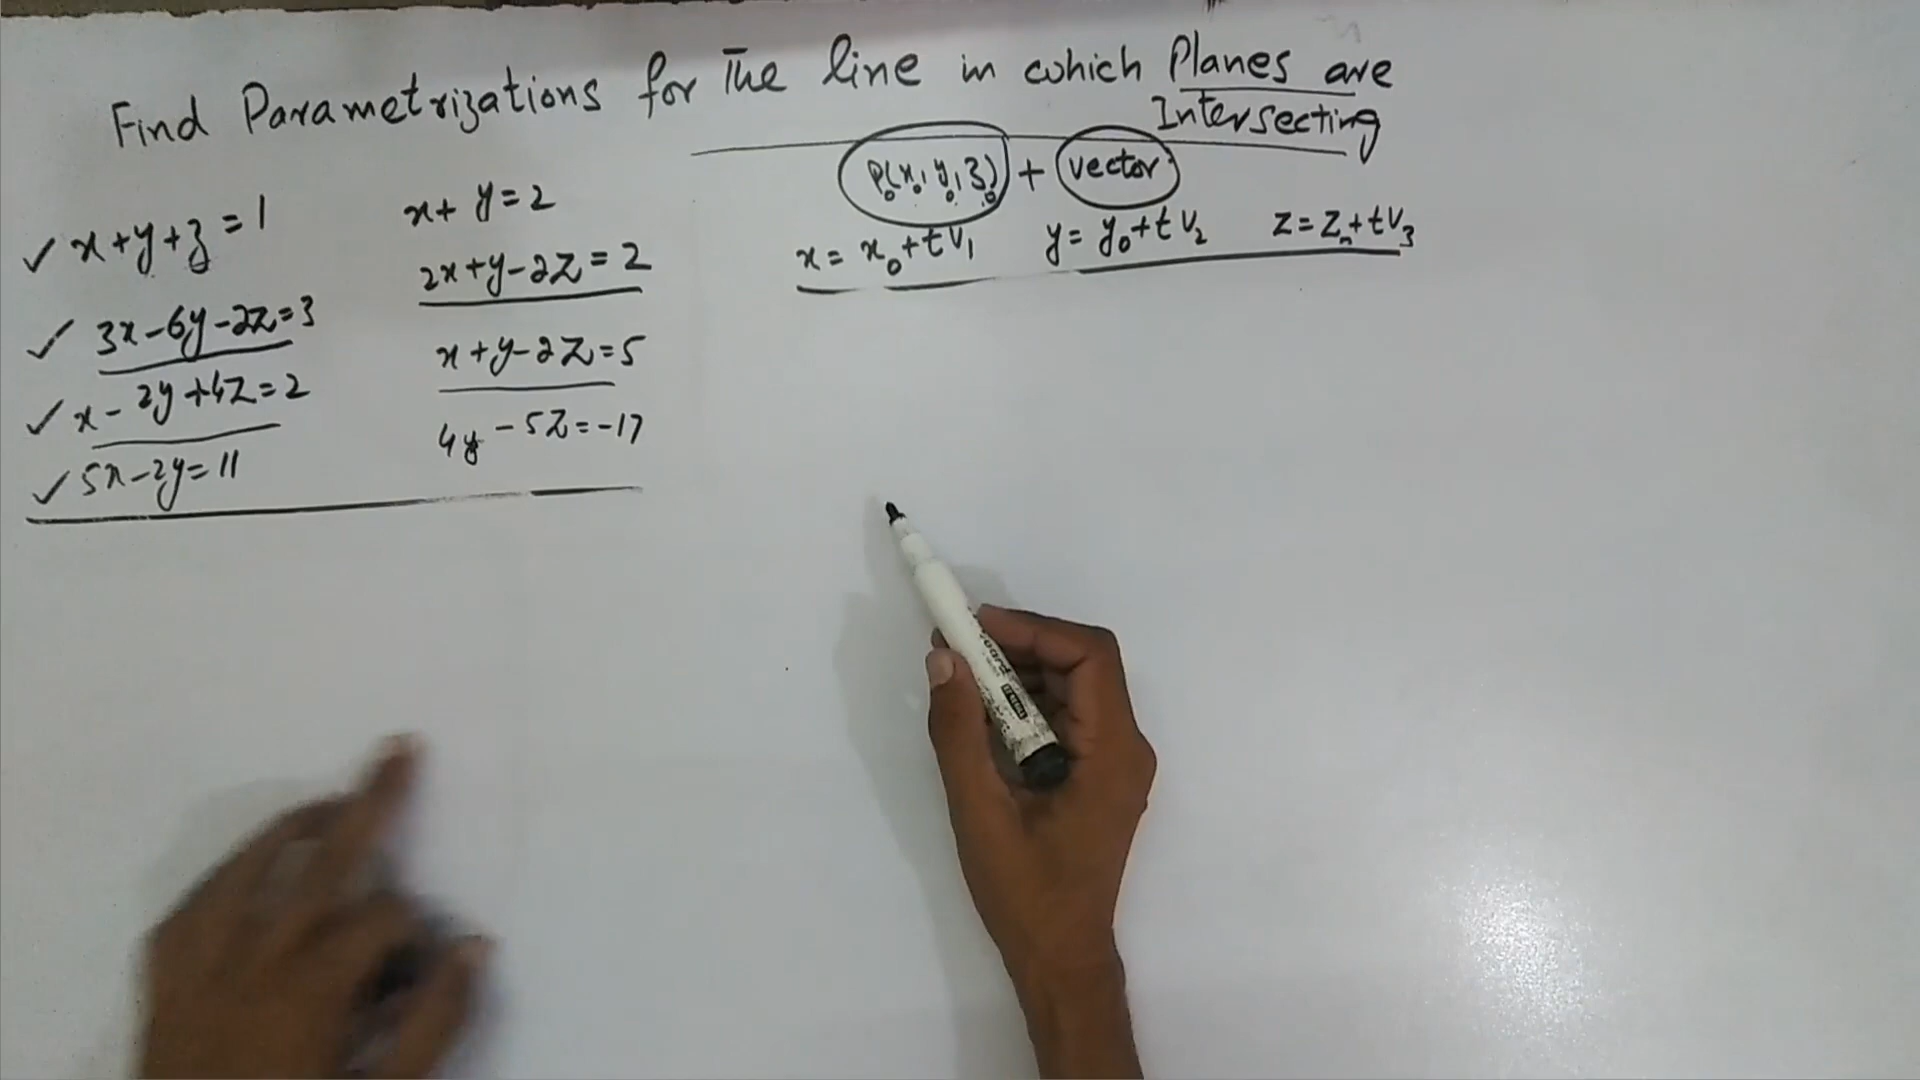 Find Parametrizations for The line in which Planes are
Intersecting
P₀(x₀, y₀, z₀) + vector
x = x₀ + tV₁ y = y₀ + tV₂ z = z₀ + tV₃
✓ x + y + z = 1
✓ 3x - 6y - 2z = 3
✓ x - 2y + 4z = 2
✓ 5x - 2y = 11
x + y = 2
2x + y - 2z = 2
x + y - 2z = 5
4y - 5z = -17